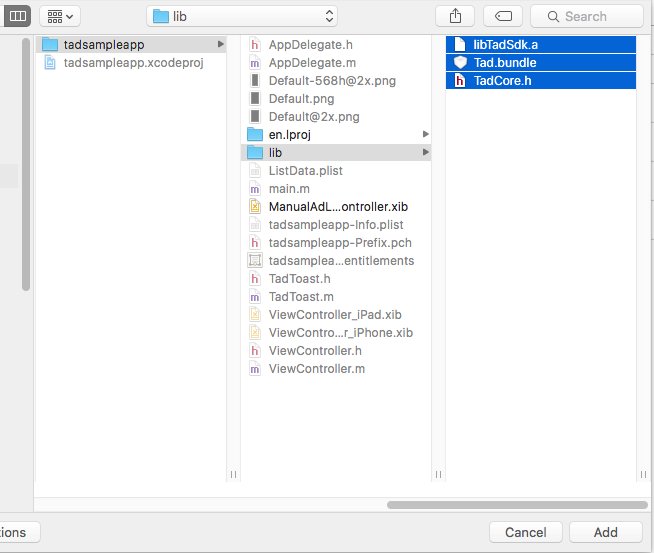 lib
Search
tadsampleapp
tadsampleapp.xcodeproj
AppDelegate.h
AppDelegate.m
Default-568h@2x.png
Default.png
Default@2x.png
en.lproj
lib
ListData.plist
main.m
ManualAdL...ontroller.xib
tadsampleapp-Info.plist
tadsampleapp-Prefix.pch
tadsamplea...entitlements
TadToast.h
TadToast.m
ViewController_iPad.xib
ViewContro...r_iPhone.xib
ViewController.h
ViewController.m
libTadSdk.a
Tad.bundle
TadCore.h
ions
Cancel
Add